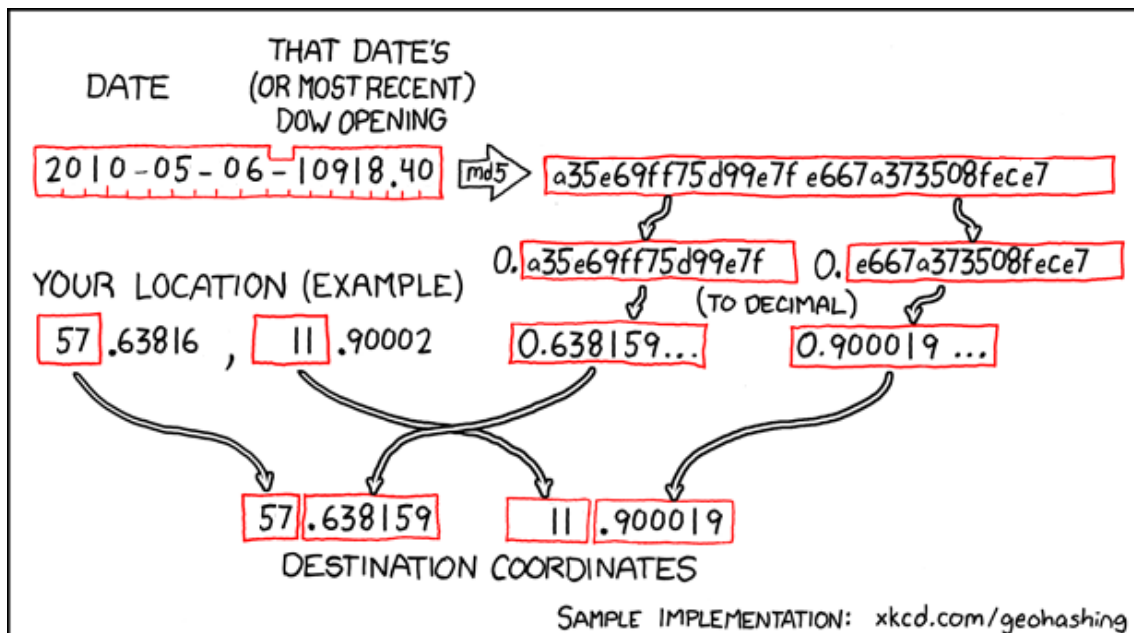 DATE
THAT DATE'S
(OR MOST RECENT)
DOW OPENING
2010-05-06-10918.40
md5
a35e69ff75d99e7fe667a373508fece7
0.a35e69ff75d99e7f
0.e667a373508fece7
YOUR LOCATION (EXAMPLE)
(TO DECIMAL)
57.63816, 11.90002
0.638159...
0.900019...
57.638159
11.900019
DESTINATION COORDINATES
SAMPLE IMPLEMENTATION: xkcd.com/geohashing